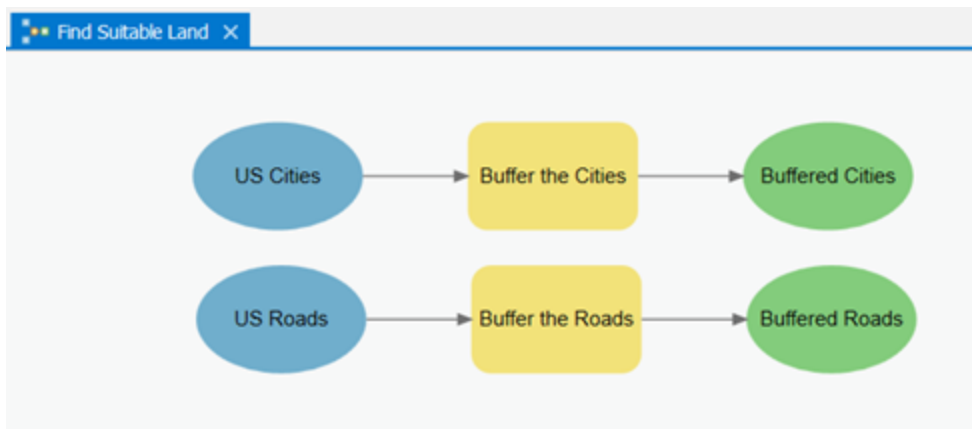 Find Suitable Land
US Cities
Buffer the Cities
Buffered Cities
US Roads
Buffer the Roads
Buffered Roads